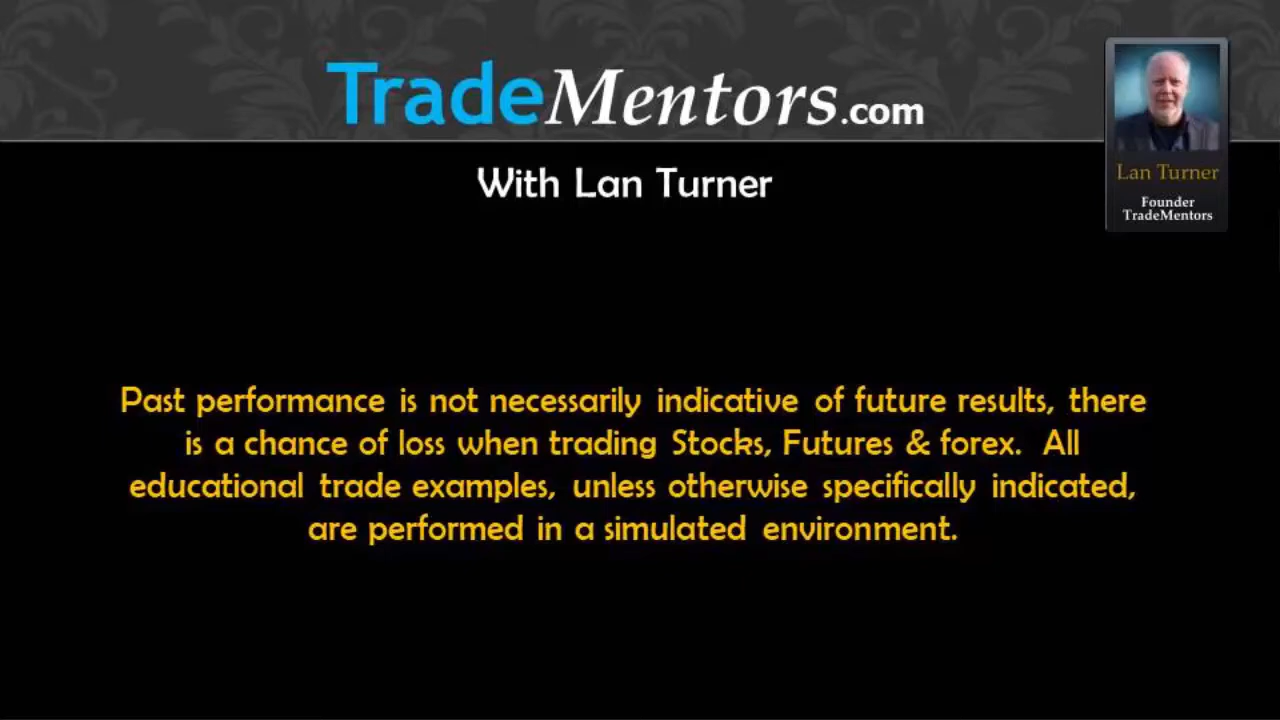 TradeMentors.com
With Lan Turner
Lan Turner
Founder
TradeMentors
Past performance is not necessarily indicative of future results, there
is a chance of loss when trading Stocks, Futures & forex. All
educational trade examples, unless otherwise specifically indicated,
are performed in a simulated environment.